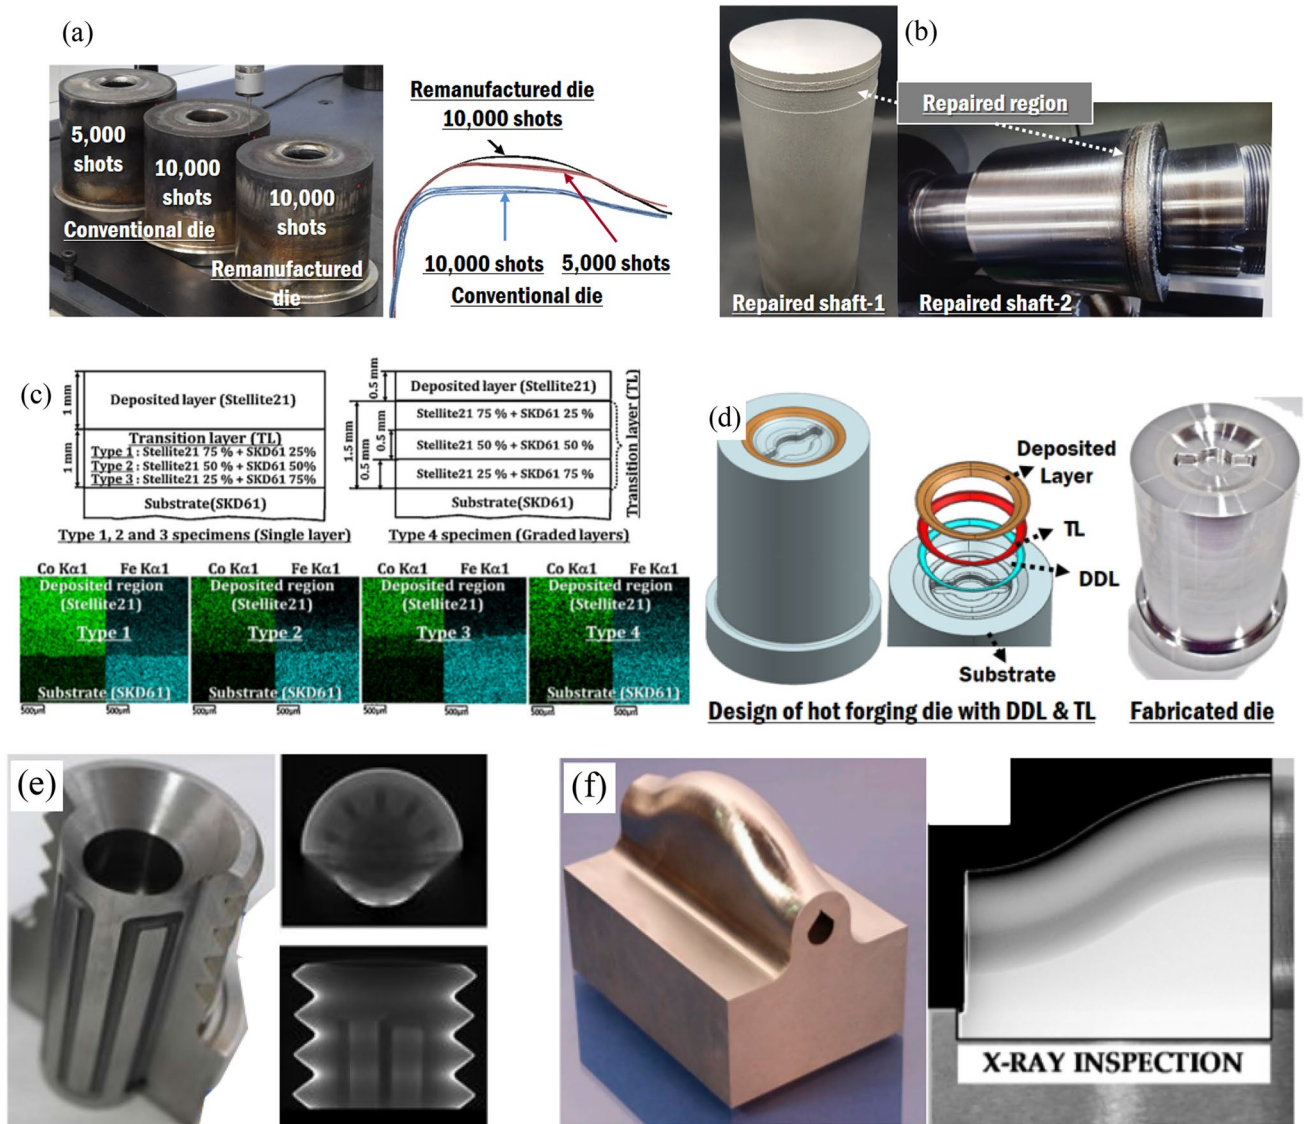 (a)
5,000
shots
10,000
shots
10,000
shots
Conventional die
Remanufactured
die
Remanufactured die
10,000 shots
10,000 shots
5,000 shots
Conventional die
(b)
Repaired region
Repaired shaft-1
Repaired shaft-2
(c)
1 mm
Deposited layer (Stellite21)
1 mm
Transition layer (TL)
Type 1 : Stellite21 75 % + SKD61 25%
Type 2 : Stellite21 50 % + SKD61 50%
Type 3 : Stellite21 25 % + SKD61 75%
Substrate(SKD61)
Type 1, 2 and 3 specimens (Single layer)
0.5 mm
Deposited layer (Stellite21)
1.5 mm
Stellite21 75 % + SKD61 25 %
0.5 mm
Stellite21 50 % + SKD61 50 %
0.5 mm
Stellite21 25 % + SKD61 75 %
Substrate(SKD61)
Transition layer (TL)
Type 4 specimen (Graded layers)
Co Kα1 Fe Kα1
Deposited region
(Stellite21)
Type 1
Substrate (SKD61)
500μm 500μm
Co Kα1 Fe Kα1
Deposited region
(Stellite21)
Type 2
Substrate (SKD61)
500μm 500μm
Co Kα1 Fe Kα1
Deposited region
(Stellite21)
Type 3
Substrate (SKD61)
500μm 500μm
Co Kα1 Fe Kα1
Deposited region
(Stellite21)
Type 4
Substrate (SKD61)
500μm 500μm
(d)
Deposited
Layer
TL
DDL
Substrate
Design of hot forging die with DDL & TL
Fabricated die
(e)
(f)
X-RAY INSPECTION